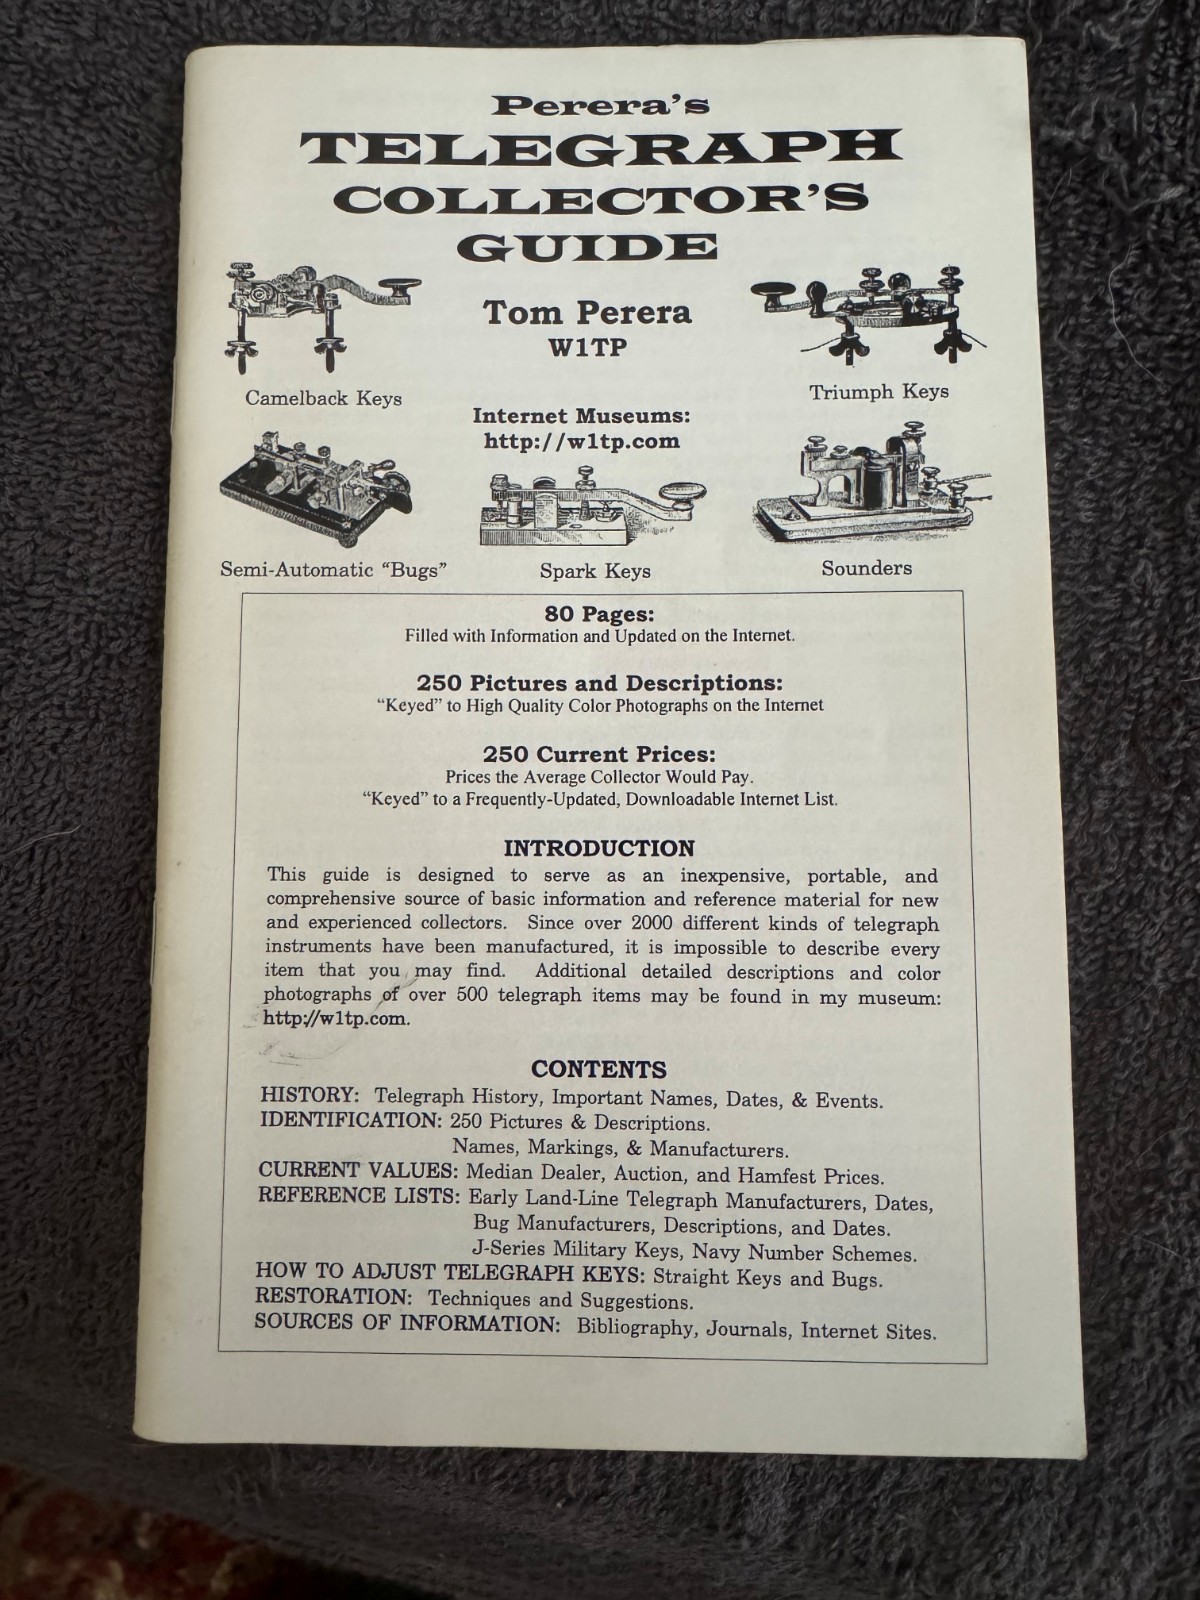 Perera's
TELEGRAPH
COLLECTOR'S
GUIDE
Tom Perera
W1TP
Camelback Keys
Triumph Keys
Internet Museums:
http://w1tp.com
Semi-Automatic “Bugs”
Spark Keys
Sounders
80 Pages:
Filled with Information and Updated on the Internet.
250 Pictures and Descriptions:
“Keyed” to High Quality Color Photographs on the Internet
250 Current Prices:
Prices the Average Collector Would Pay.
“Keyed” to a Frequently-Updated, Downloadable Internet List.
INTRODUCTION
This guide is designed to serve as an inexpensive, portable, and
comprehensive source of basic information and reference material for new
and experienced collectors. Since over 2000 different kinds of telegraph
instruments have been manufactured, it is impossible to describe every
item that you may find. Additional detailed descriptions and color
photographs of over 500 telegraph items may be found in my museum:
http://w1tp.com.
CONTENTS
HISTORY: Telegraph History, Important Names, Dates, & Events.
IDENTIFICATION: 250 Pictures & Descriptions.
Names, Markings, & Manufacturers.
CURRENT VALUES: Median Dealer, Auction, and Hamfest Prices.
REFERENCE LISTS: Early Land-Line Telegraph Manufacturers, Dates,
Bug Manufacturers, Descriptions, and Dates.
J-Series Military Keys, Navy Number Schemes.
HOW TO ADJUST TELEGRAPH KEYS: Straight Keys and Bugs.
RESTORATION: Techniques and Suggestions.
SOURCES OF INFORMATION: Bibliography, Journals, Internet Sites.